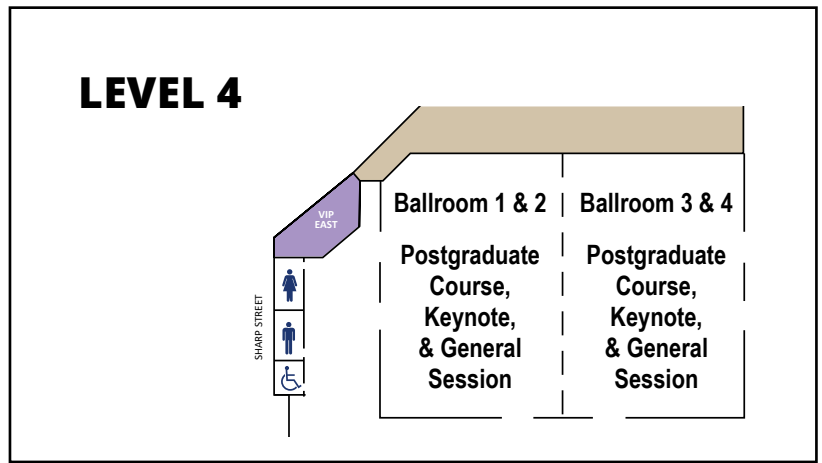 LEVEL 4
VIP
EAST
SHARP STREET
Ballroom 1 & 2
Postgraduate
Course,
Keynote,
& General
Session
Ballroom 3 & 4
Postgraduate
Course,
Keynote,
& General
Session